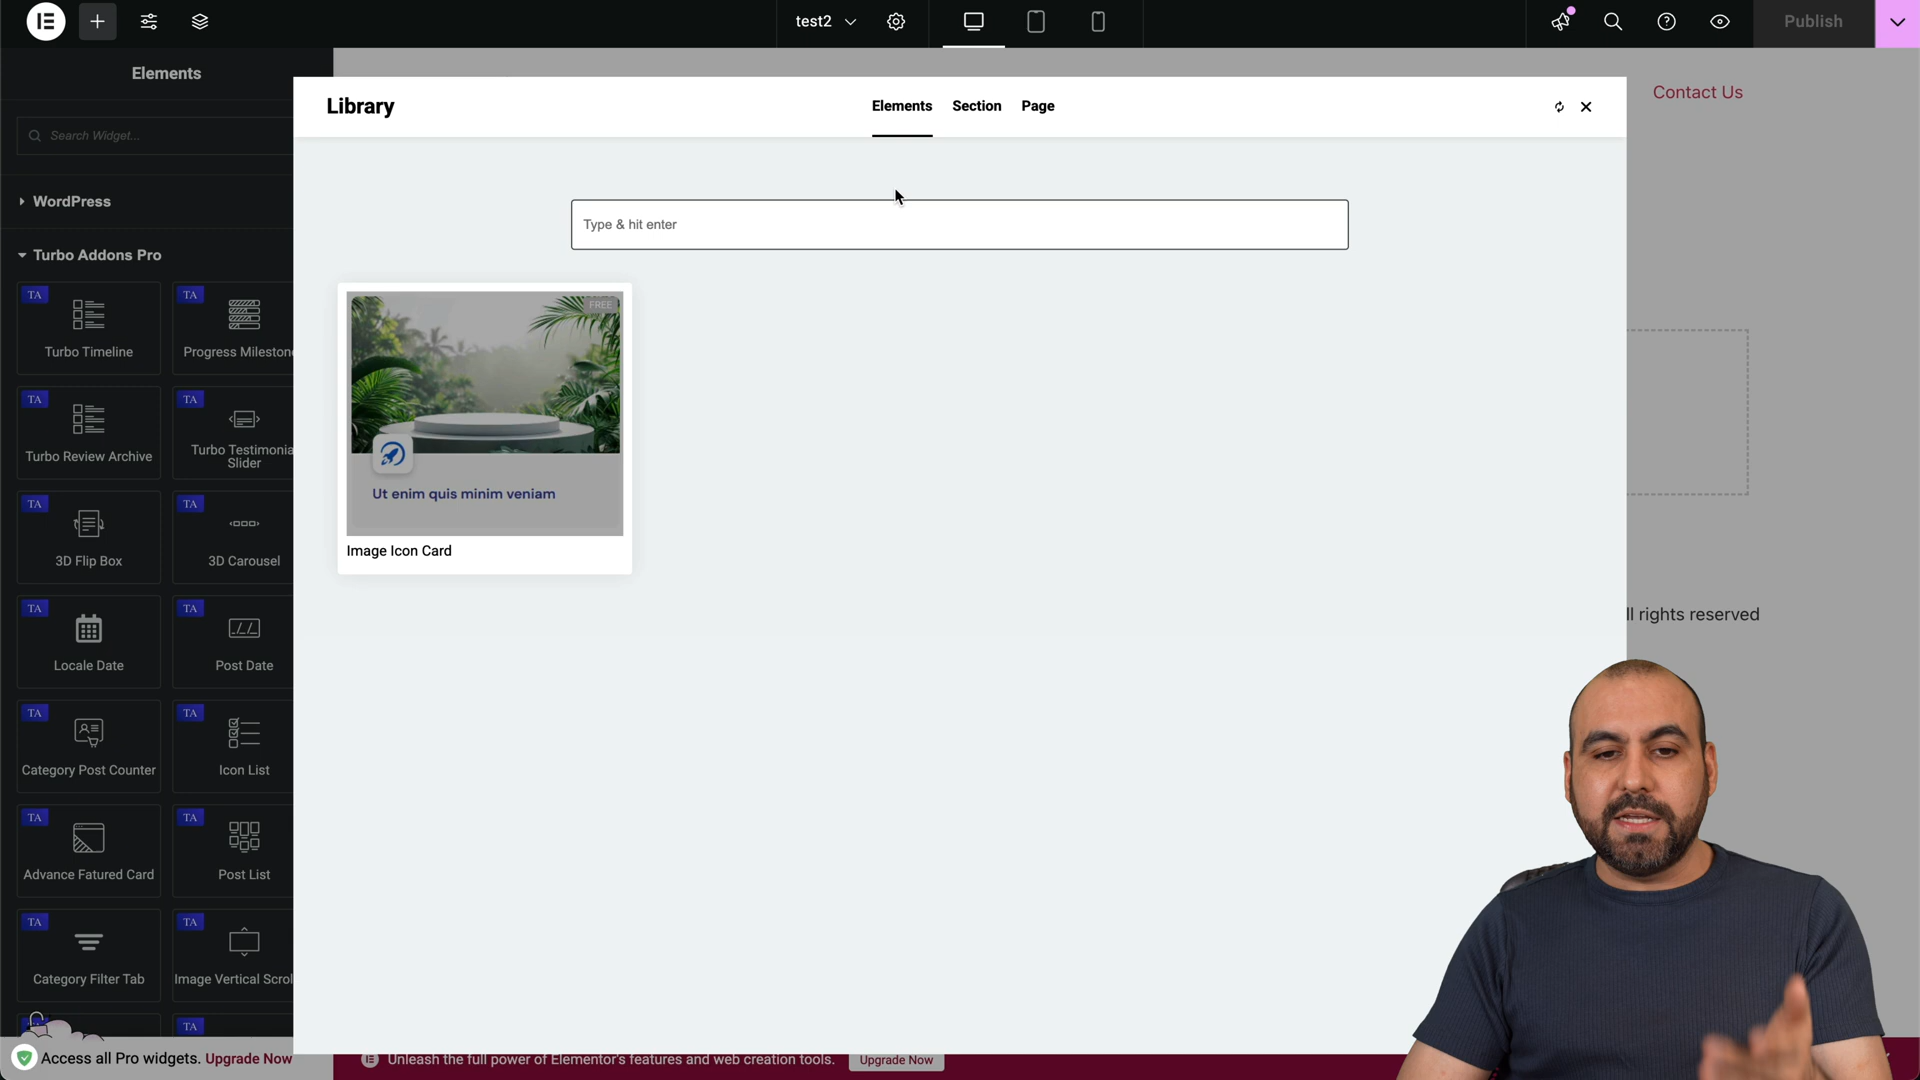 test2
Publish
Elements
Library
Elements
Section
Page
Contact Us
Search Widget...
WordPress
Type & hit enter
Turbo Addons Pro
TA
Turbo Timeline
TA
Progress Mileston
FREE
Ut enim quis minim veniam
Image Icon Card
TA
Turbo Review Archive
TA
Turbo Testimonia
Slider
TA
3D Flip Box
TA
3D Carousel
TA
Locale Date
TA
Post Date
ll rights reserved
TA
Category Post Counter
TA
Icon List
TA
Advance Fatured Card
TA
Post List
TA
Category Filter Tab
TA
Image Vertical Scrol
TA
Access all Pro widgets. Upgrade Now
Unleash the full power of Elementor's features and web creation tools.
Upgrade Now